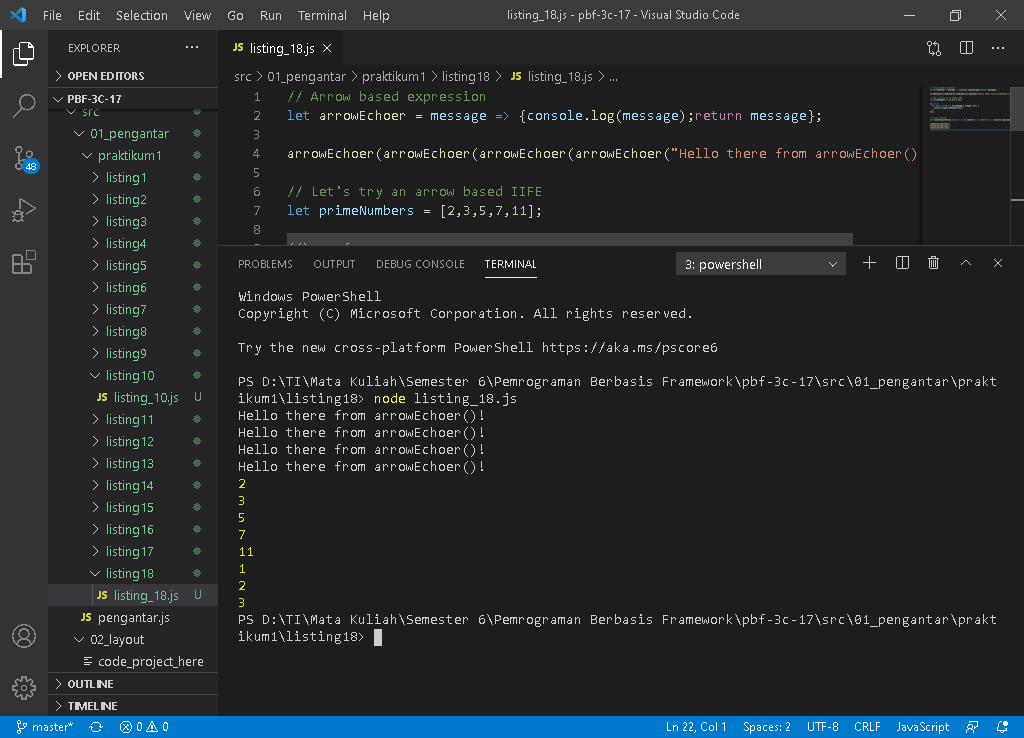 File Edit Selection View Go Run Terminal Help listing_18.js - pbf-3c-17 - Visual Studio Code
EXPLORER ...
OPEN EDITORS
PBF-3C-17
src
01_pengantar
praktikum1
listing1
listing2
listing3
listing4
listing5
listing6
listing7
listing8
listing9
listing10
JS listing_10.js U
listing11
listing12
listing13
listing14
listing15
listing16
listing17
listing18
JS listing_18.js U
JS pengantar.js
02_layout
code_project_here
OUTLINE
TIMELINE
48
JS listing_18.js ×
src > 01_pengantar > praktikum1 > listing18 > JS listing_18.js > ...
1 // Arrow based expression
2 let arrowEchoer = message => {console.log(message);return message};
3
4 arrowEchoer(arrowEchoer(arrowEchoer(arrowEchoer("Hello there from arrowEchoer()
5
6 // Let's try an arrow based IIFE
7 let primeNumbers = [2,3,5,7,11];
8
PROBLEMS OUTPUT DEBUG CONSOLE TERMINAL 3: powershell
Windows PowerShell
Copyright (C) Microsoft Corporation. All rights reserved.
Try the new cross-platform PowerShell https://aka.ms/pscore6
PS D:\TI\Mata Kuliah\Semester 6\Pemrograman Berbasis Framework\pbf-3c-17\src\01_pengantar\prakt
ikum1\listing18> node listing_18.js
Hello there from arrowEchoer()!
Hello there from arrowEchoer()!
Hello there from arrowEchoer()!
Hello there from arrowEchoer()!
2
3
5
7
11
1
2
3
PS D:\TI\Mata Kuliah\Semester 6\Pemrograman Berbasis Framework\pbf-3c-17\src\01_pengantar\prakt
ikum1\listing18>
master* 0 0 Ln 22, Col 1 Spaces: 2 UTF-8 CRLF JavaScript